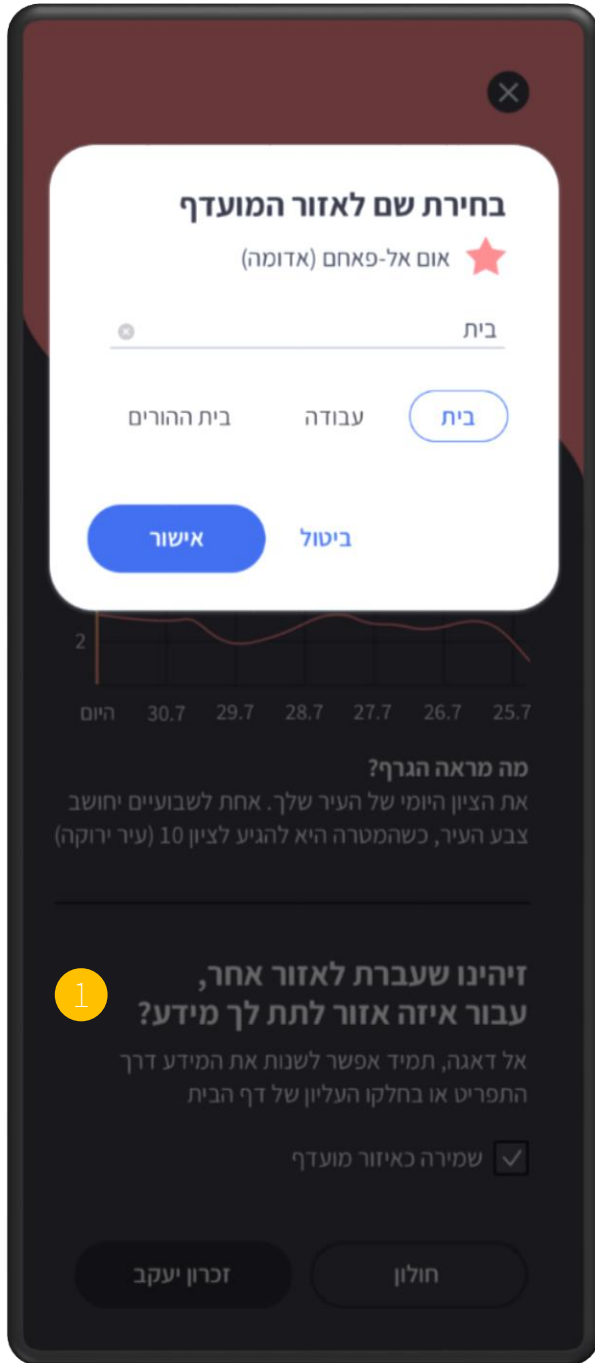 בחירת שם לאזור המועדף
אום אל-פאחם (אדומה)
בית
בית
עבודה
בית ההורים
ביטול
אישור
2
היום 30.7 29.7 28.7 27.7 26.7 25.7
מה מראה הגרף?
את הציון היומי של העיר שלך. אחת לשבועיים יחושב
צבע העיר, כשהמטרה היא להגיע לציון 10 (עיר ירוקה)
1
זיהינו שעברת לאזור אחר,
עבור איזה אזור לתת לך מידע?
אל דאגה, תמיד אפשר לשנות את המידע דרך
התפריט או בחלקו העליון של דף הבית
שמירה כאיזור מועדף
חולון
זכרון יעקב